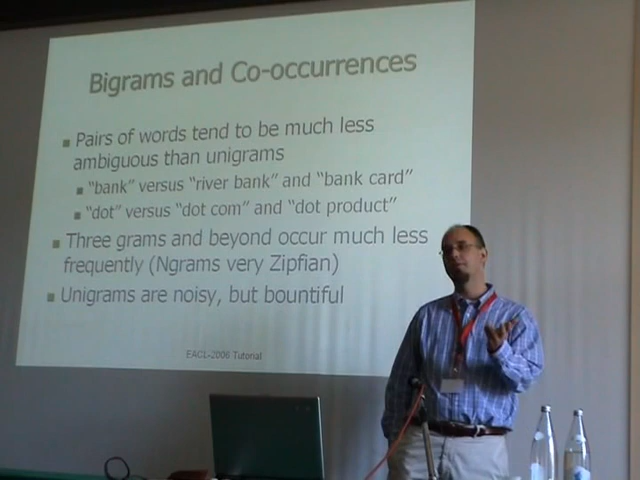 Bigrams and Co-occurrences
Pairs of words tend to be much less
ambiguous than unigrams
"bank" versus "river bank" and "bank card"
"dot" versus "dot com" and "dot product"
Three grams and beyond occur much less
frequently (Ngrams very Zipfian)
Unigrams are noisy, but bountiful
EACL-2006 Tutorial